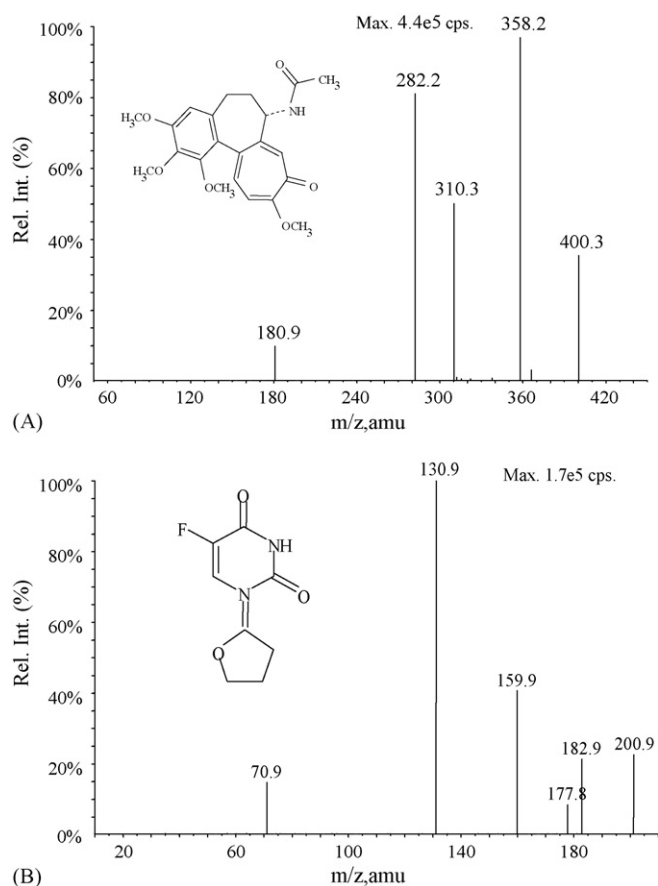 100%
Max. 4.4e5 cps.
358.2
80%
282.2
60%
310.3
40%
400.3
20%
180.9
0%
Rel. Int. (%)
60
120
180
240
300
360
420
m/z,amu
(A)
O
CH₃
NH
H₃CO
H₃CO
H₃CO
OCH₃
O
OCH₃
100%
130.9
Max. 1.7e5 cps.
80%
60%
159.9
40%
182.9
200.9
20%
70.9
177.8
0%
Rel. Int. (%)
20
60
100
140
180
m/z,amu
(B)
O
F
NH
N
O
O